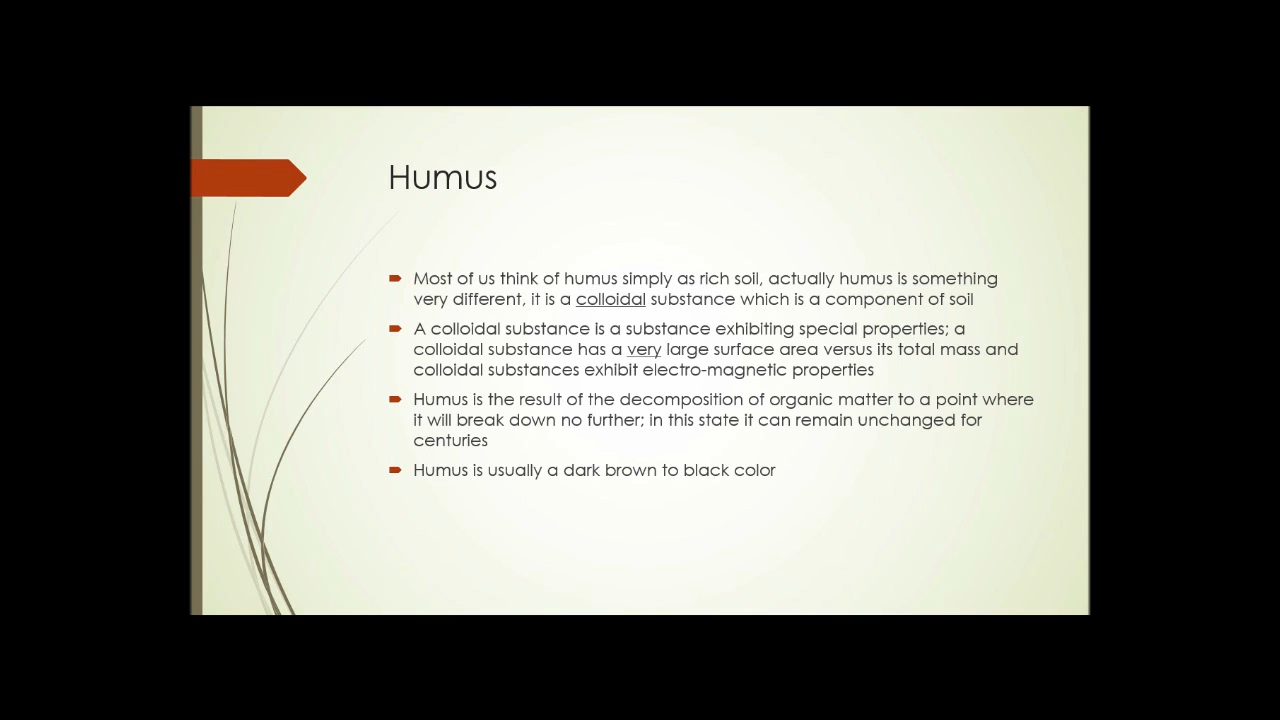 Humus
Most of us think of humus simply as rich soil, actually humus is something
very different, it is a colloidal substance which is a component of soil
A colloidal substance is a substance exhibiting special properties; a
colloidal substance has a very large surface area versus its total mass and
colloidal substances exhibit electro-magnetic properties
Humus is the result of the decomposition of organic matter to a point where
it will break down no further; in this state it can remain unchanged for
centuries
Humus is usually a dark brown to black color